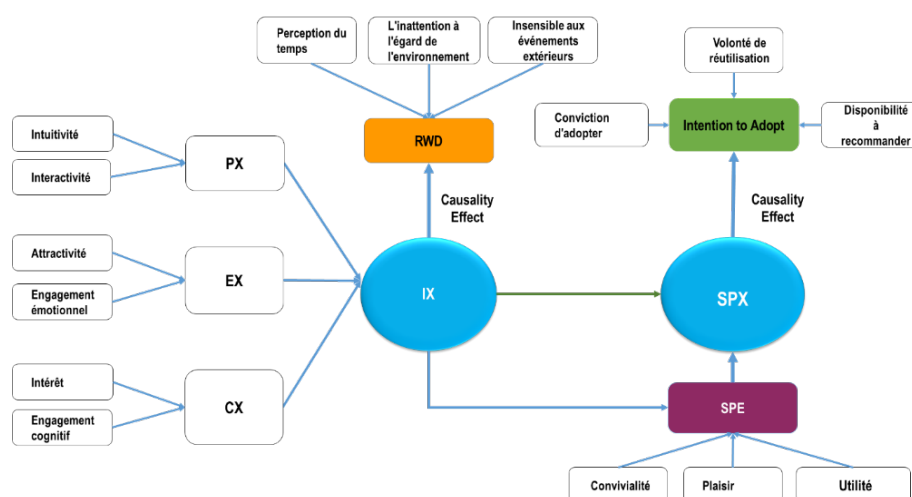 Perception du
temps
L'inattention à
l'égard de
l'environnement
Insensible aux
événements
extérieurs
Volonté de
réutilisation
Conviction
d'adopter
Intention to Adopt
Disponibilité
à
recommander
RWD
Intuitivité
Interactivité
PX
Causality
Effect
Causality
Effect
Attractivité
Engagement
émotionnel
EX
IX
SPX
Intérêt
Engagement
cognitif
CX
SPE
Convivialité
Plaisir
Utilité